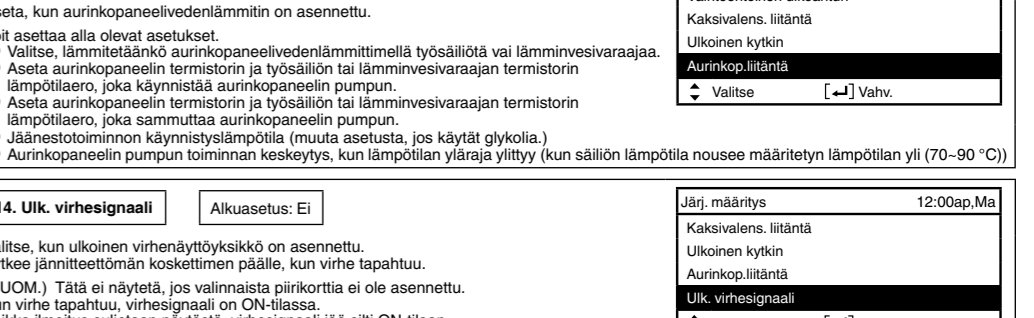 kun aurinkopaneelivedenlämmitin on asennettu.
asettaa alla olevat asetukset.
Valitse, lämmitetäänkö aurinkopaneelivedenlämmittimellä työsäiliötä vai lämminvesivaraajaa.
Aseta aurinkopaneelin termistorin ja työsäiliön tai lämminvesivaraajan termistorin
lämpötilaero, joka käynnistää aurinkopaneelin pumpun.
Aseta aurinkopaneelin termistorin ja työsäiliön tai lämminvesivaraajan termistorin
lämpötilaero, joka sammuttaa aurinkopaneelin pumpun.
Jäänestotoiminnon käynnistyslämpötila (muuta asetusta, jos käytät glykolia.)
Aurinkopaneelin pumpun toiminnan keskeytys, kun lämpötilan yläraja ylittyy (kun säiliön lämpötila nousee määritetyn lämpötilan yli (70~90 °C))
Kaksivalens. liitäntä
Ulkoinen kytkin
Aurinkop.liitäntä
Valitse [↵] Vahv.
14. Ulk. virhesignaali
Alkuasetus: Ei
kun ulkoinen virhenäyttöyksikkö on asennettu.
jännitteettömän koskettimen päälle, kun virhe tapahtuu.
Tätä ei näytetä, jos valinnaista piirikorttia ei ole asennettu.
virhe tapahtuu, virhesignaali on ON-tilassa.
Järj. määritys 12:00ap,Ma
Kaksivalens. liitäntä
Ulkoinen kytkin
Aurinkop.liitäntä
Ulk. virhesignaali